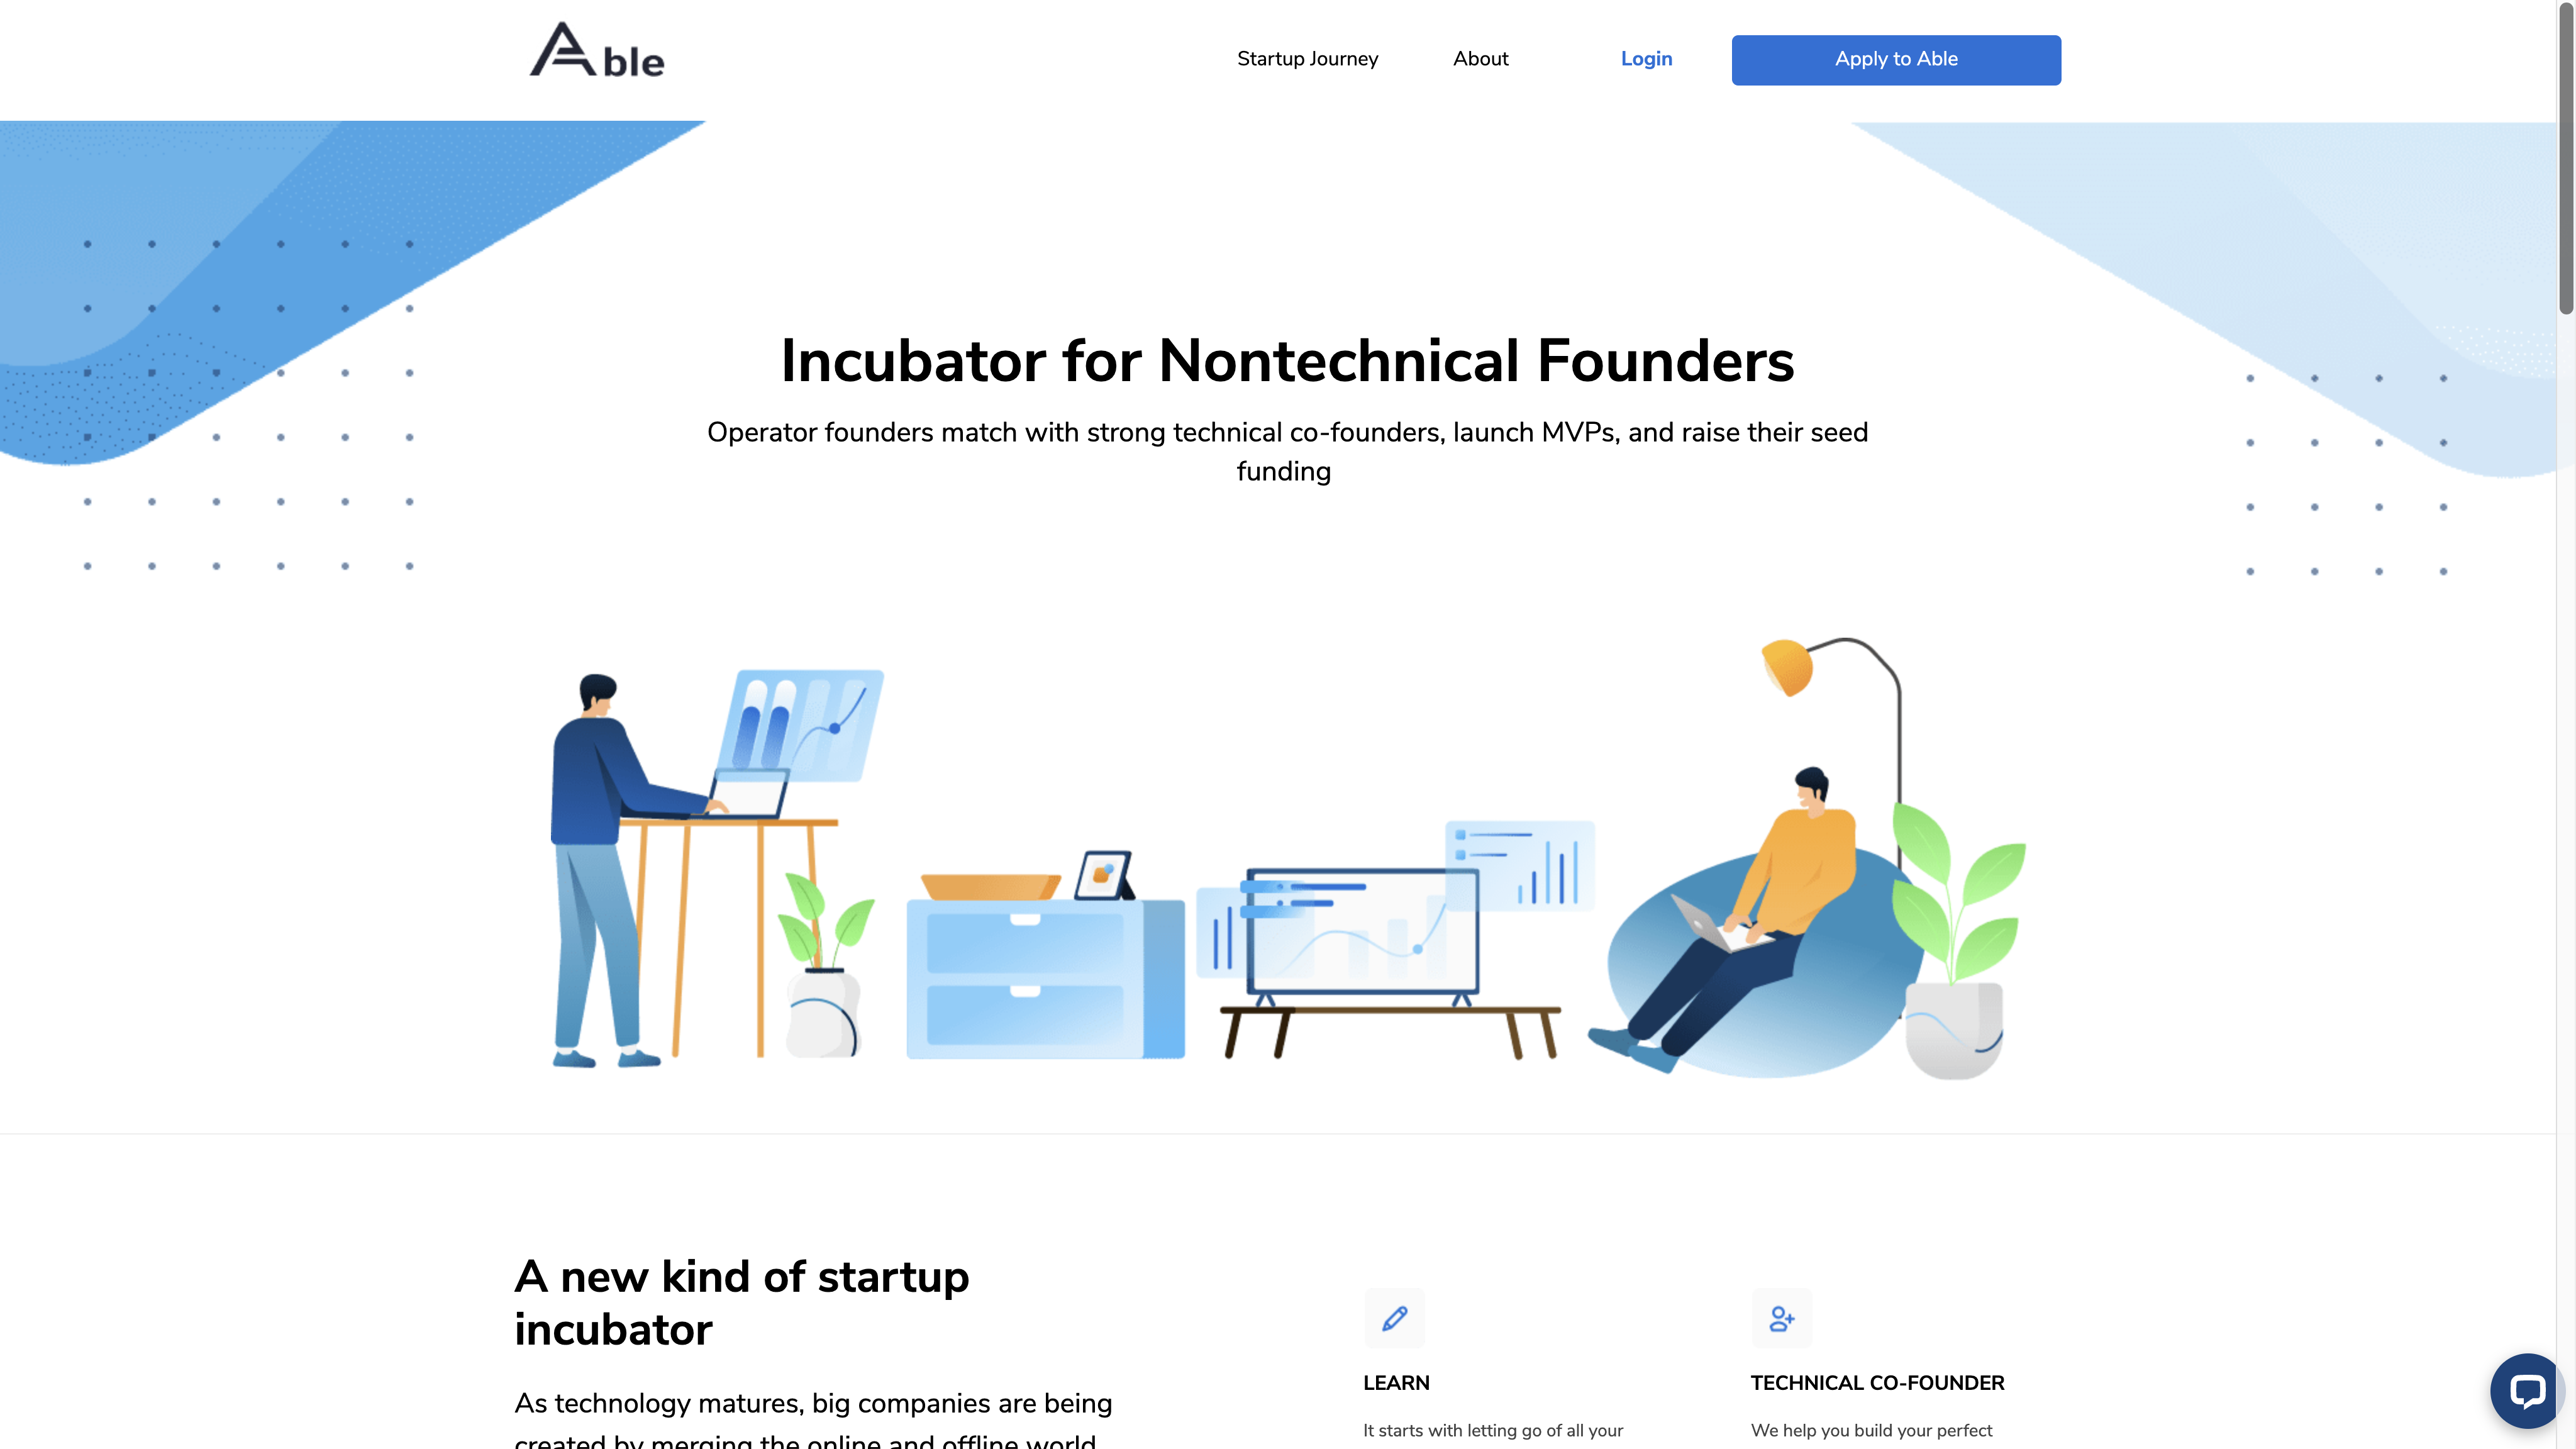 Able
Startup Journey
About
Login
Apply to Able
Incubator for Nontechnical Founders
Operator founders match with strong technical co-founders, launch MVPs, and raise their seed
funding
A new kind of startup
incubator
As technology matures, big companies are being
created by merging the online and offline world.
LEARN
It starts with letting go of all your
TECHNICAL CO-FOUNDER
We help you build your perfect